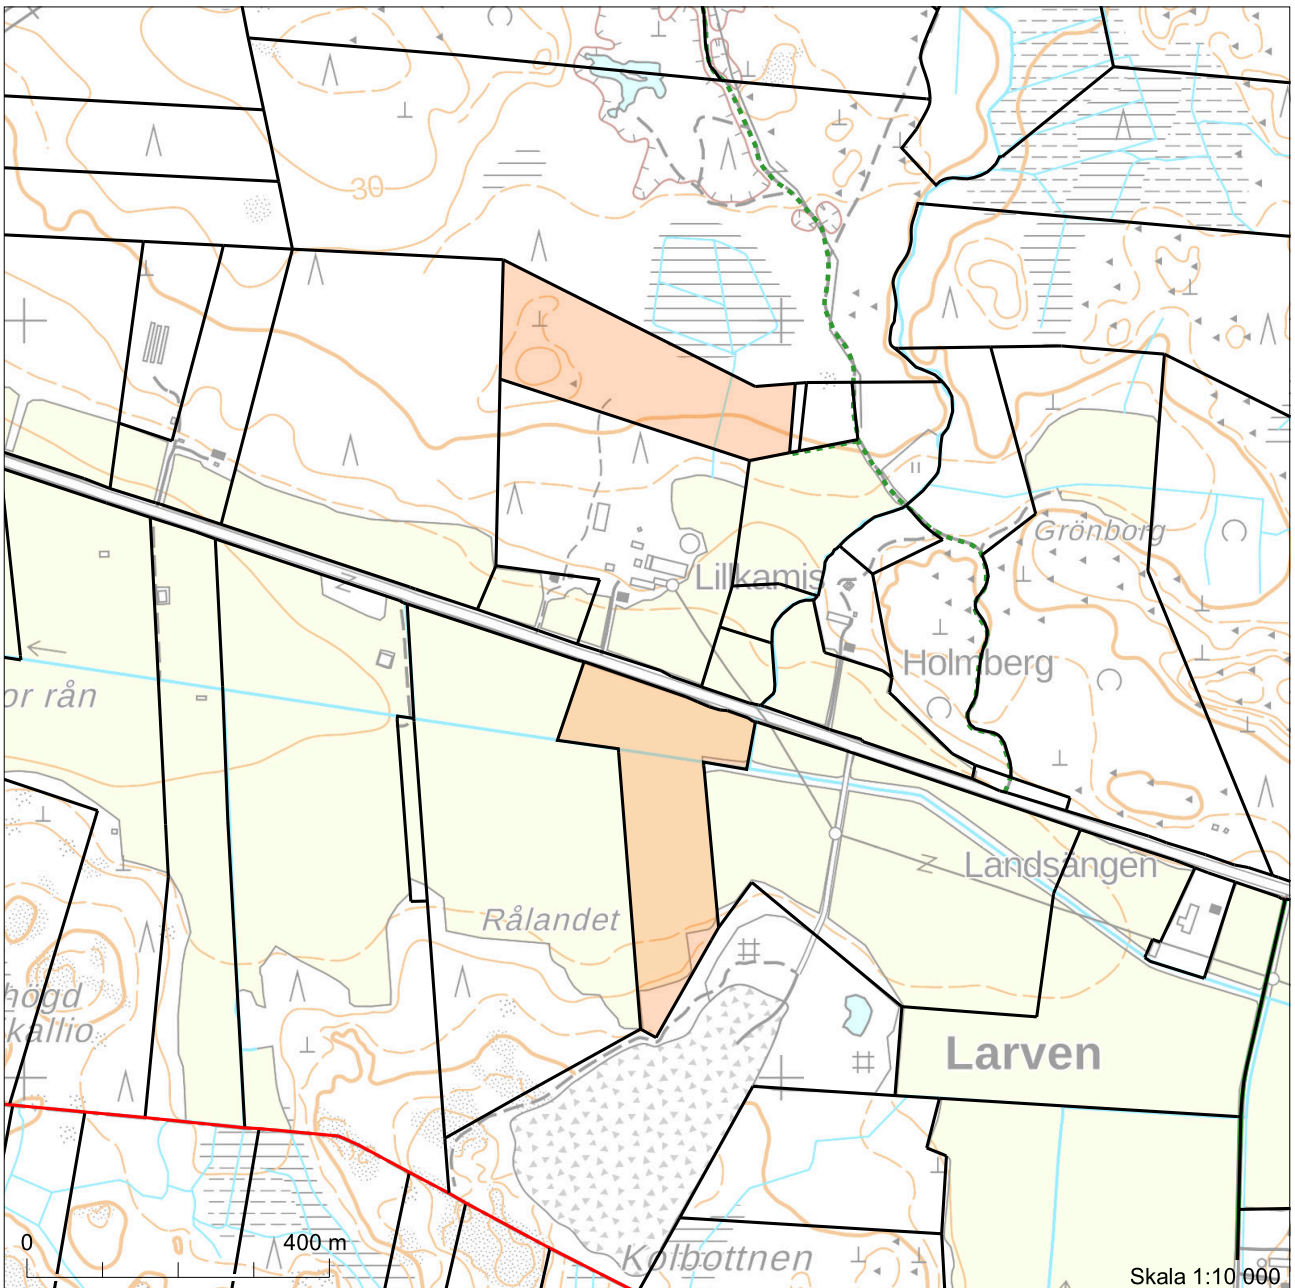 30
Grönborg
Lillkamis
Holmberg
or rån
Landsängen
Rålandet
högd
kallio
Larven
Kolbottnen
0 400 m
Skala 1:10 000